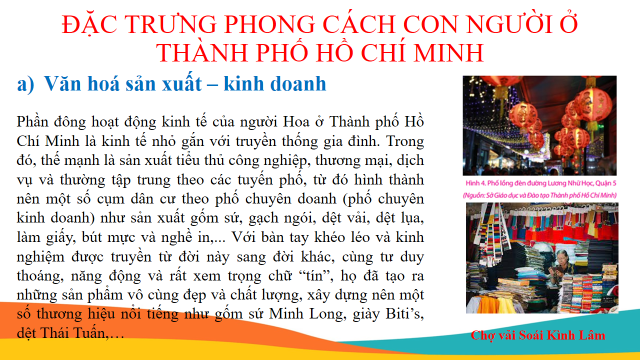 ĐẶC TRƯNG PHONG CÁCH CON NGƯỜI Ở
THÀNH PHỐ HỒ CHÍ MINH
a) Văn hoá sản xuất – kinh doanh
Phần đông hoạt động kinh tế của người Hoa ở Thành phố Hồ
Chí Minh là kinh tế nhỏ gắn với truyền thống gia đình. Trong
đó, thế mạnh là sản xuất tiểu thủ công nghiệp, thương mại, dịch
vụ và thường tập trung theo các tuyến phố, từ đó hình thành
nên một số cụm dân cư theo phố chuyên doanh (phố chuyên
kinh doanh) như sản xuất gốm sứ, gạch ngói, dệt vải, dệt lụa,
làm giấy, bút mực và nghề in,... Với bàn tay khéo léo và kinh
nghiệm được truyền từ đời này sang đời khác, cùng tư duy
thoáng, năng động và rất xem trọng chữ “tín”, họ đã tạo ra
những sản phẩm vô cùng đẹp và chất lượng, xây dựng nên một
số thương hiệu nổi tiếng như gốm sứ Minh Long, giày Biti’s,
dệt Thái Tuấn,…
Hình 4. Phố lồng đèn đường Lương Nhữ Học, Quận 5
(Nguồn: Sở Giáo dục và Đào tạo Thành phố Hồ Chí Minh)
Chợ vải Soái Kình Lâm